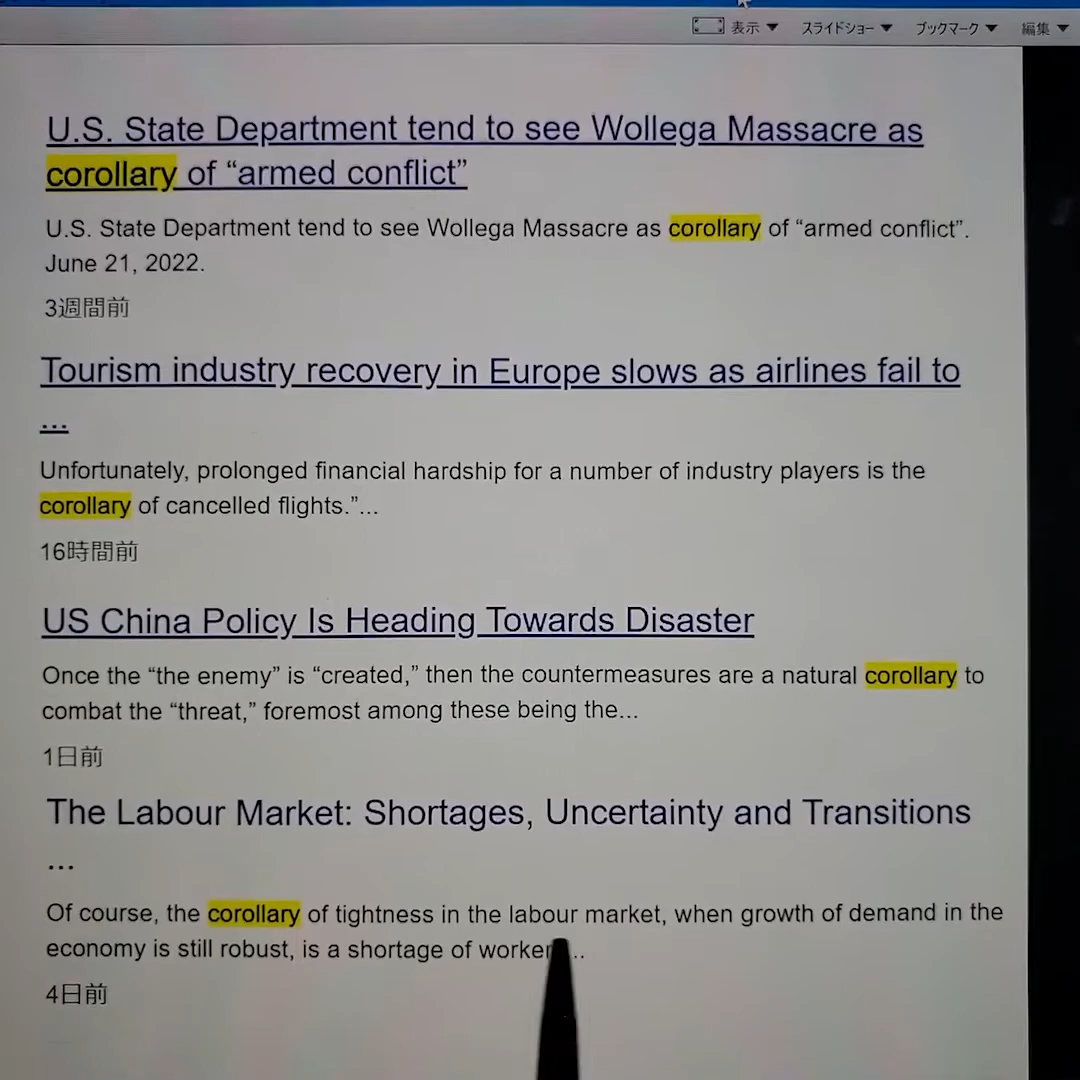 表示 スライドショー ブックマーク 編集
U.S. State Department tend to see Wollega Massacre as
corollary of “armed conflict”
U.S. State Department tend to see Wollega Massacre as corollary of “armed conflict”.
June 21, 2022.
3週間前
Tourism industry recovery in Europe slows as airlines fail to
...
Unfortunately, prolonged financial hardship for a number of industry players is the
corollary of cancelled flights.”...
16時間前
US China Policy Is Heading Towards Disaster
Once the “the enemy” is “created,” then the countermeasures are a natural corollary to
combat the “threat,” foremost among these being the...
1日前
The Labour Market: Shortages, Uncertainty and Transitions
...
Of course, the corollary of tightness in the labour market, when growth of demand in the
economy is still robust, is a shortage of worker ..
4日前